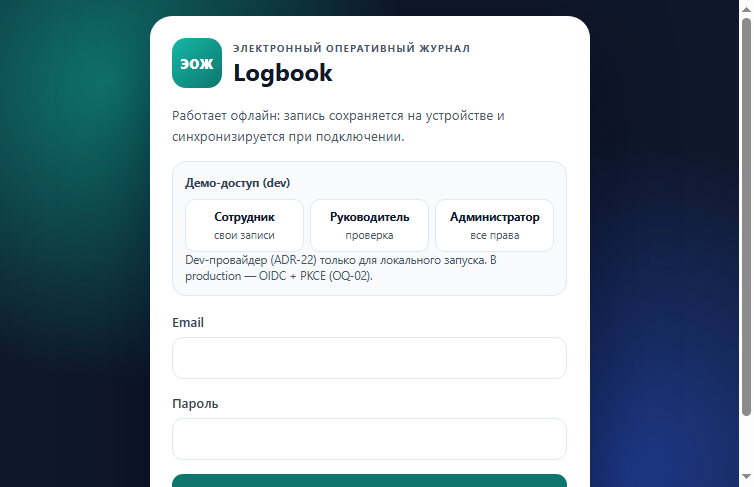 эож
ЭЛЕКТРОННЫЙ ОПЕРАТИВНЫЙ ЖУРНАЛ
Logbook
Работает офлайн: запись сохраняется на устройстве и
синхронизируется при подключении.
Демо-доступ (dev)
Сотрудник
свои записи
Руководитель
проверка
Администратор
все права
Dev-провайдер (ADR-22) только для локального запуска. В
production — OIDC + PKCE (OQ-02).
Email
Пароль